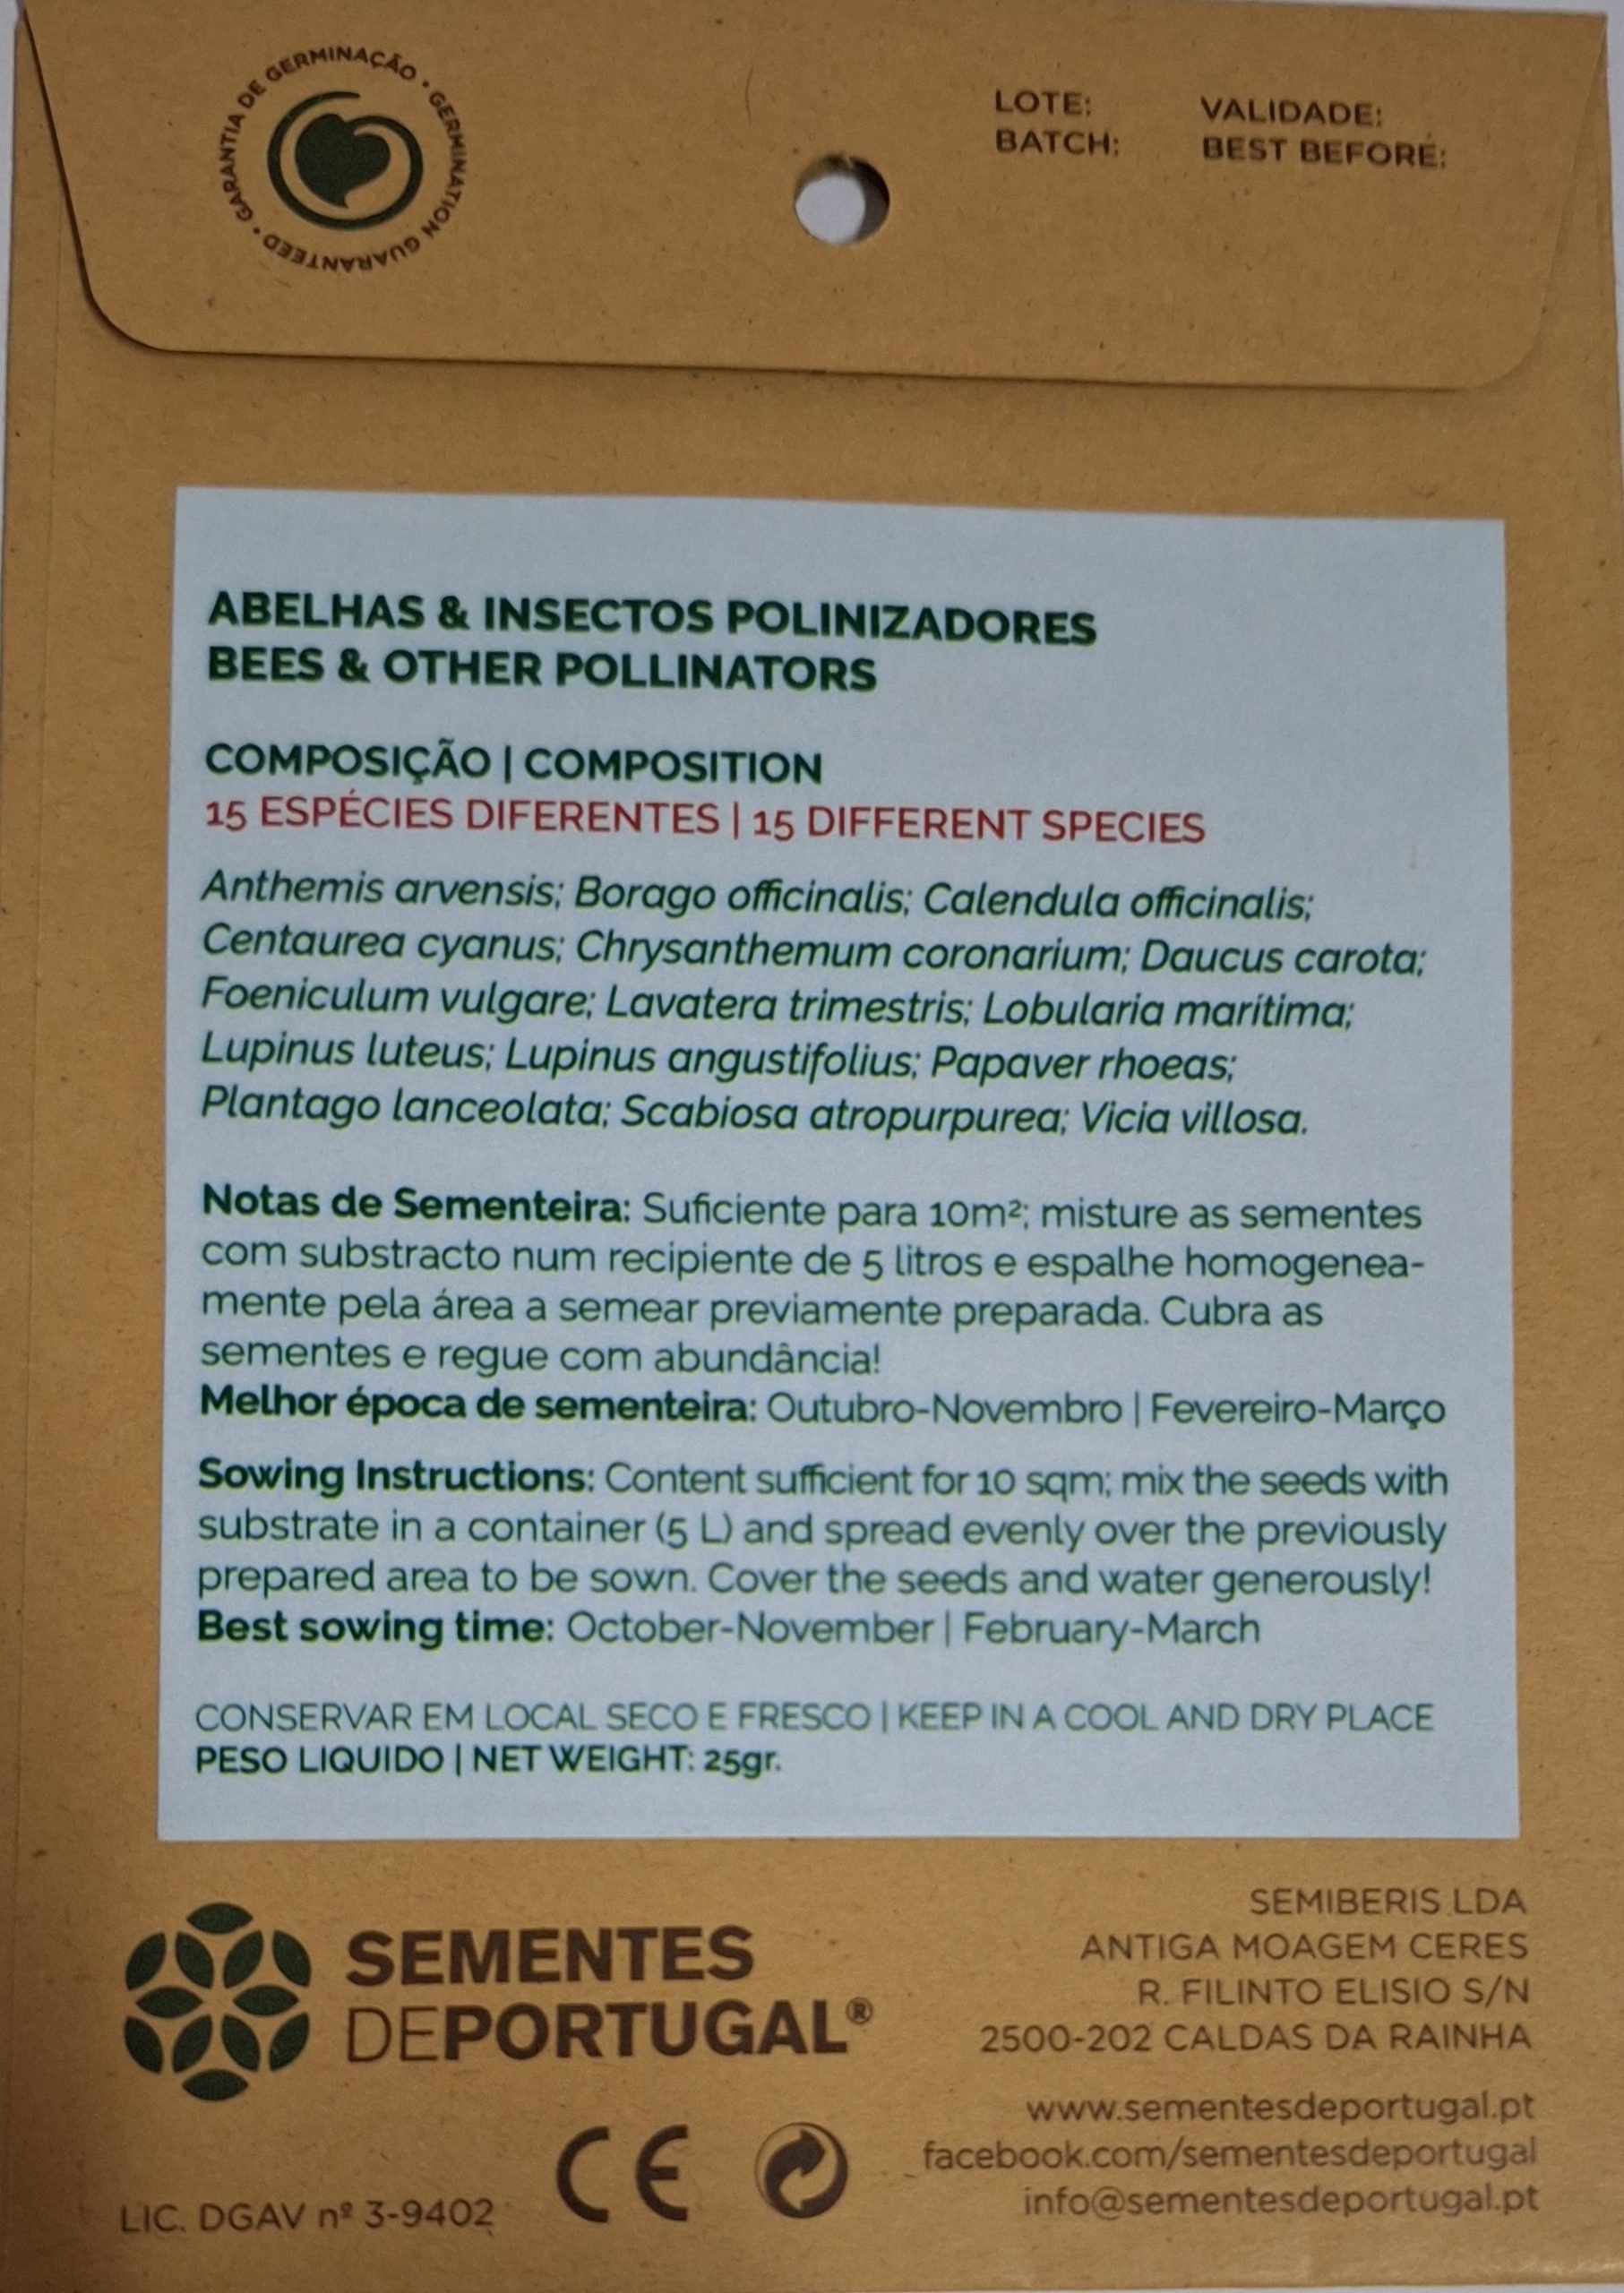 GARANTIA DE GERMINAÇÃO • GERMINATION GUARANTEED •
LOTE:
BATCH:
VALIDADE:
BEST BEFORE:
ABELHAS & INSECTOS POLINIZADORES
BEES & OTHER POLLINATORS
COMPOSIÇÃO | COMPOSITION
15 ESPÉCIES DIFERENTES | 15 DIFFERENT SPECIES
Anthemis arvensis; Borago officinalis; Calendula officinalis;
Centaurea cyanus; Chrysanthemum coronarium; Daucus carota;
Foeniculum vulgare; Lavatera trimestris; Lobularia marítima;
Lupinus luteus; Lupinus angustifolius; Papaver rhoeas;
Plantago lanceolata; Scabiosa atropurpurea; Vicia villosa.
Notas de Sementeira: Suficiente para 10m²; misture as sementes
com substracto num recipiente de 5 litros e espalhe homogenea-
mente pela área a semear previamente preparada. Cubra as
sementes e regue com abundância!
Melhor época de sementeira: Outubro-Novembro | Fevereiro-Março
Sowing Instructions: Content sufficient for 10 sqm; mix the seeds with
substrate in a container (5 L) and spread evenly over the previously
prepared area to be sown. Cover the seeds and water generously!
Best sowing time: October-November | February-March
CONSERVAR EM LOCAL SECO E FRESCO | KEEP IN A COOL AND DRY PLACE
PESO LIQUIDO | NET WEIGHT: 25gr.
SEMENTES
DEPORTUGAL®
SEMIBERIS LDA
ANTIGA MOAGEM CERES
R. FILINTO ELISIO S/N
2500-202 CALDAS DA RAINHA
www.sementesdeportugal.pt
facebook.com/sementesdeportugal
info@sementesdeportugal.pt
LIC. DGAV nº 3-9402
CE